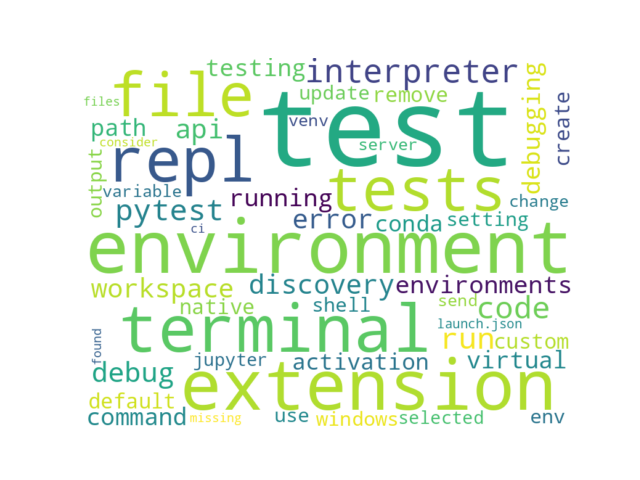 testing
interpreter
file
test
files
update
remove
debugging
create
path
api
venv
server
consider
repl
output
variable
running
tests
change
pytest
ci
error
conda
setting
environment
workspace
discovery
environments
native
shell
send
code
terminal
launch.json
run
custom
found
jupyter
activation
virtual
debug
extension
default
command
missing
use
windows
selected
env